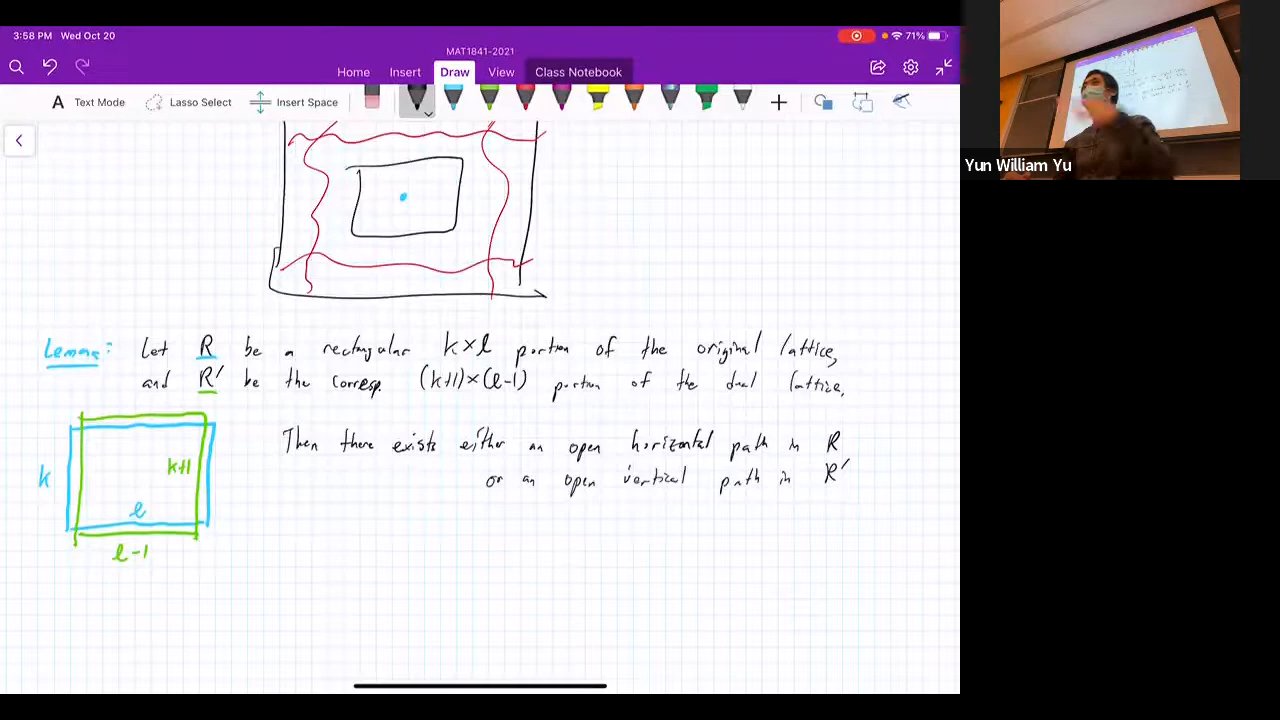 3:58 PM Wed Oct 20
71%
MAT1841-2021
Home Insert Draw View Class Notebook
A Text Mode Lasso Select Insert Space
Yun William Yu
Lemma: Let R be a rectangular k×l portion of the original lattice,
and R' be the corresp. (k+1)×(l-1) portion of the dual lattice.
Then there exists either an open horizontal path in R
or an open vertical path in R'
k
k+1
l
l-1